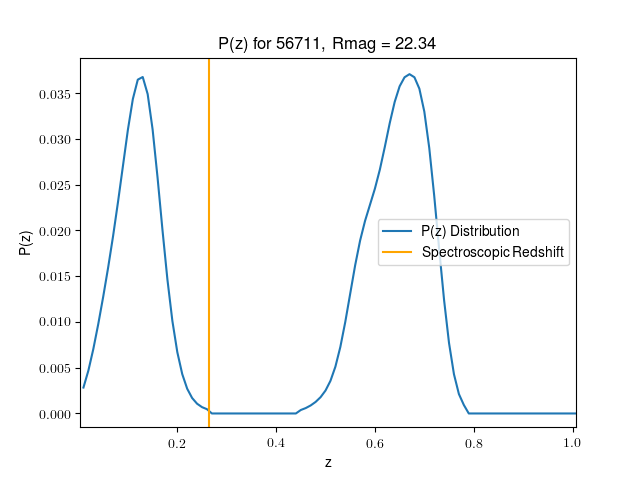 P(z) for 56711, Rmag = 22.34
P(z)
0.035
0.030
0.025
0.020
0.015
0.010
0.005
0.000
P(z) Distribution
Spectroscopic Redshift
0.2
0.4
0.6
0.8
1.0
z